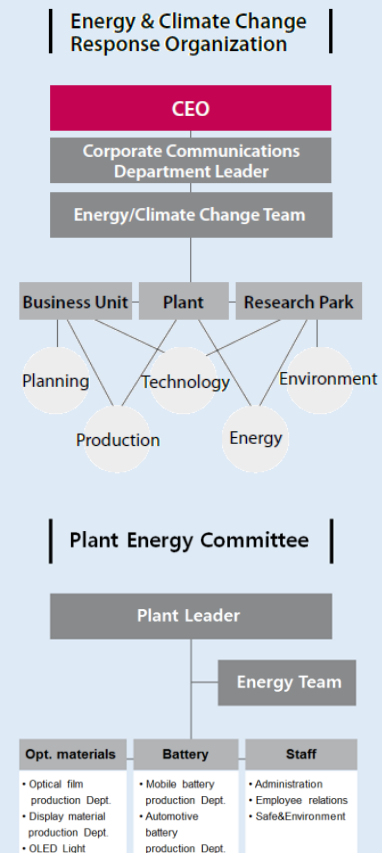 Energy & Climate Change
Response Organization
CEO
Corporate Communications
Department Leader
Energy/Climate Change Team
Business Unit
Plant
Research Park
Planning
Technology
Environment
Production
Energy
Plant Energy Committee
Plant Leader
Energy Team
Opt. materials
• Optical film
production Dept.
• Display material
production Dept.
• OLED Light
Battery
• Mobile battery
production Dept.
• Automotive
battery
production Dept.
Staff
• Administration
• Employee relations
• Safe&Environment